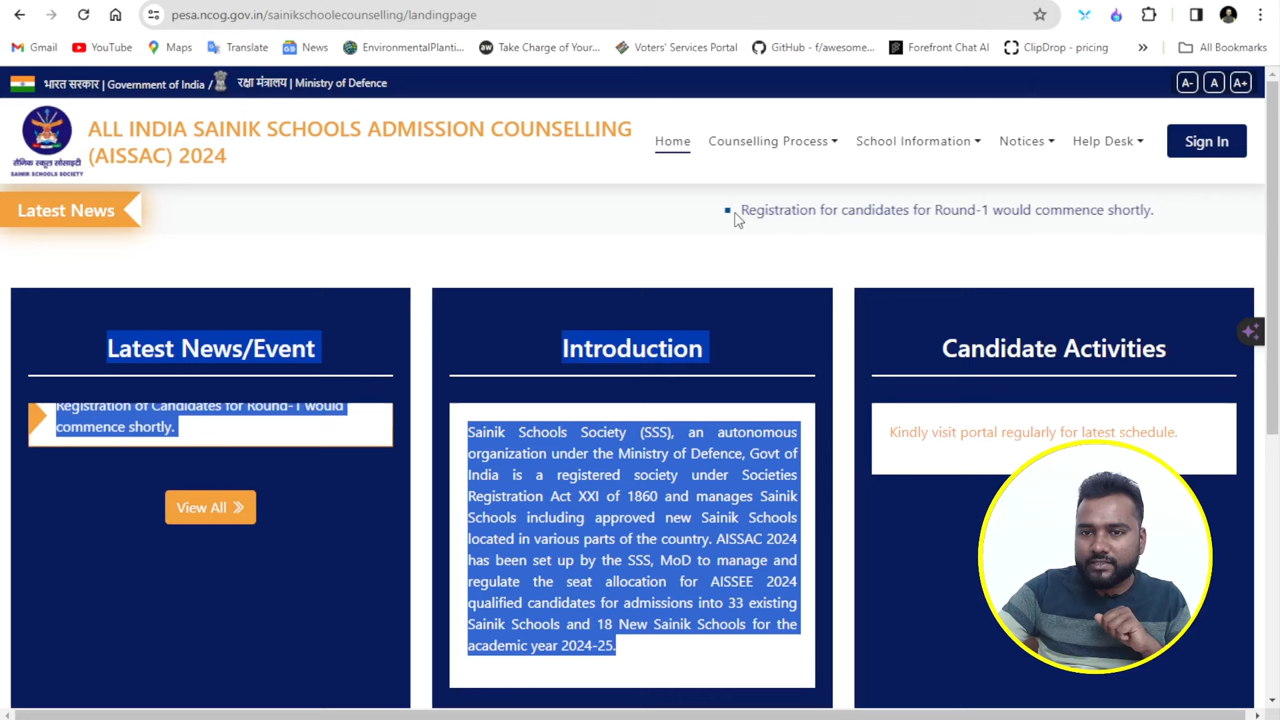 pesa.ncog.gov.in/sainikschoolecounselling/landingpage
Gmail
YouTube
Maps
Translate
News
EnvironmentalPlanti...
Take Charge of Your...
Voters' Services Portal
GitHub - f/awesome...
Forefront Chat AI
ClipDrop - pricing
All Bookmarks
भारत सरकार | Government of India /
रक्षा मंत्रालय | Ministry of Defence
A-
A
A+
सैनिक स्कूल सोसाइटी
SAINIK SCHOOLS SOCIETY
ALL INDIA SAINIK SCHOOLS ADMISSION COUNSELLING
(AISSAC) 2024
Home
Counselling Process
School Information
Notices
Help Desk
Sign In
Latest News
Registration for candidates for Round-1 would commence shortly.
Latest News/Event
Registration of Candidates for Round-1 would
commence shortly.
View All
Introduction
Sainik Schools Society (SSS), an autonomous
organization under the Ministry of Defence, Govt of
India is a registered society under Societies
Registration Act XXI of 1860 and manages Sainik
Schools including approved new Sainik Schools
located in various parts of the country. AISSAC 2024
has been set up by the SSS, MoD to manage and
regulate the seat allocation for AISSEE 2024
qualified candidates for admissions into 33 existing
Sainik Schools and 18 New Sainik Schools for the
academic year 2024-25.
Candidate Activities
Kindly visit portal regularly for latest schedule.